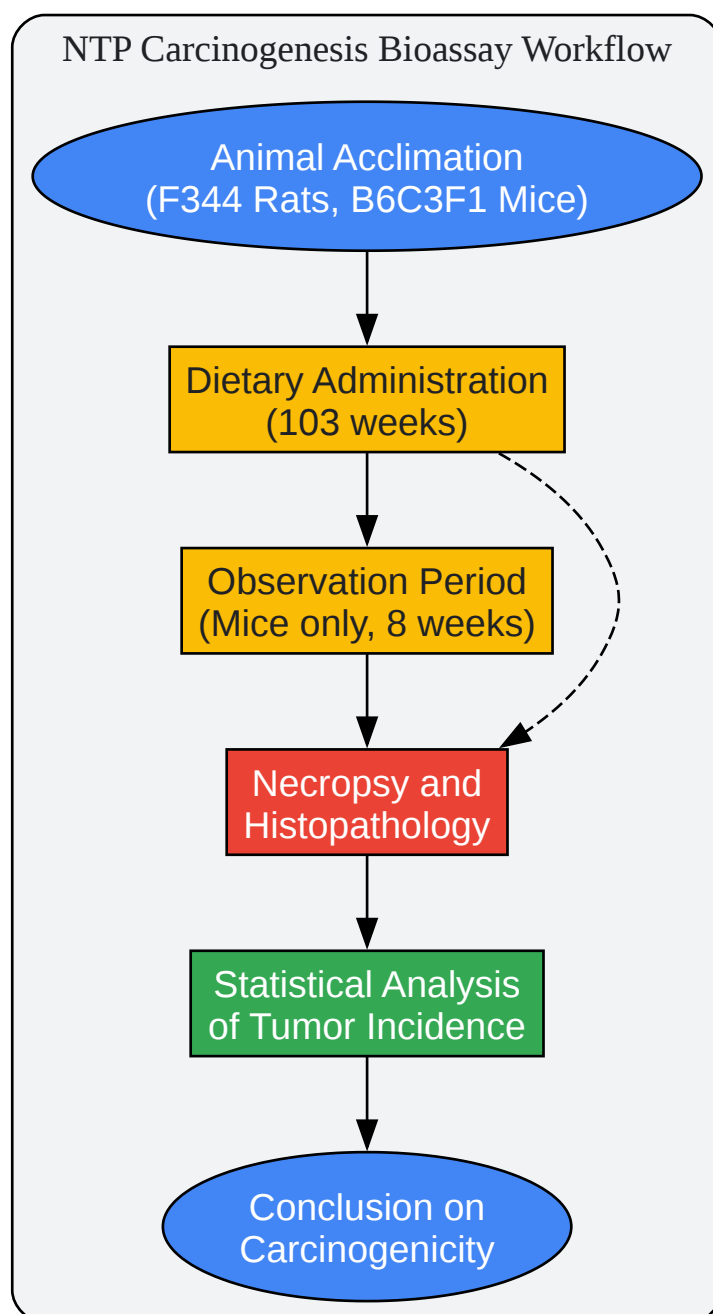 NTP Carcinogenesis Bioassay Workflow
Animal Acclimation
(F344 Rats, B6C3F1 Mice)
Dietary Administration
(103 weeks)
Observation Period
(Mice only, 8 weeks)
Necropsy and
Histopathology
Statistical Analysis
of Tumor Incidence
Conclusion on
Carcinogenicity